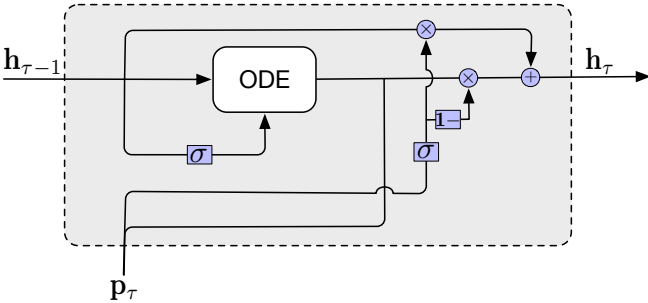 ×
h_{τ−1} ODE × + h_τ
1−
σ σ
p_τ